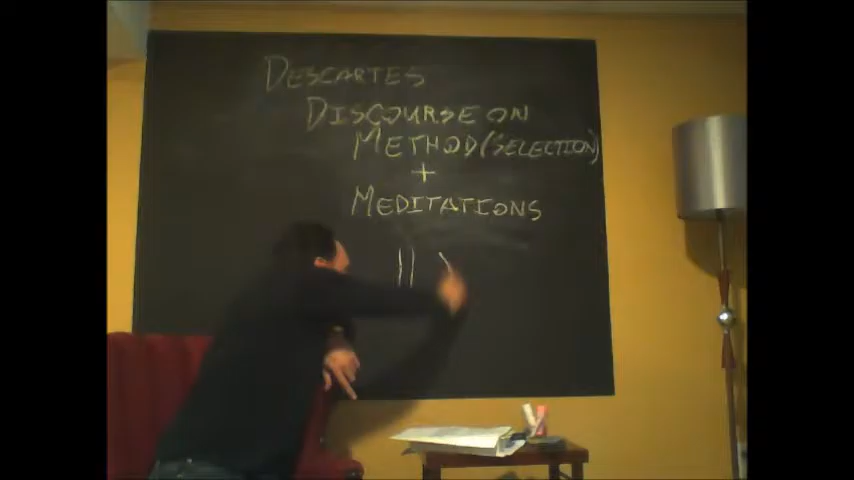 DESCARTES
DISCOURSE ON
METHOD (SELECTION)
+
MEDITATIONS